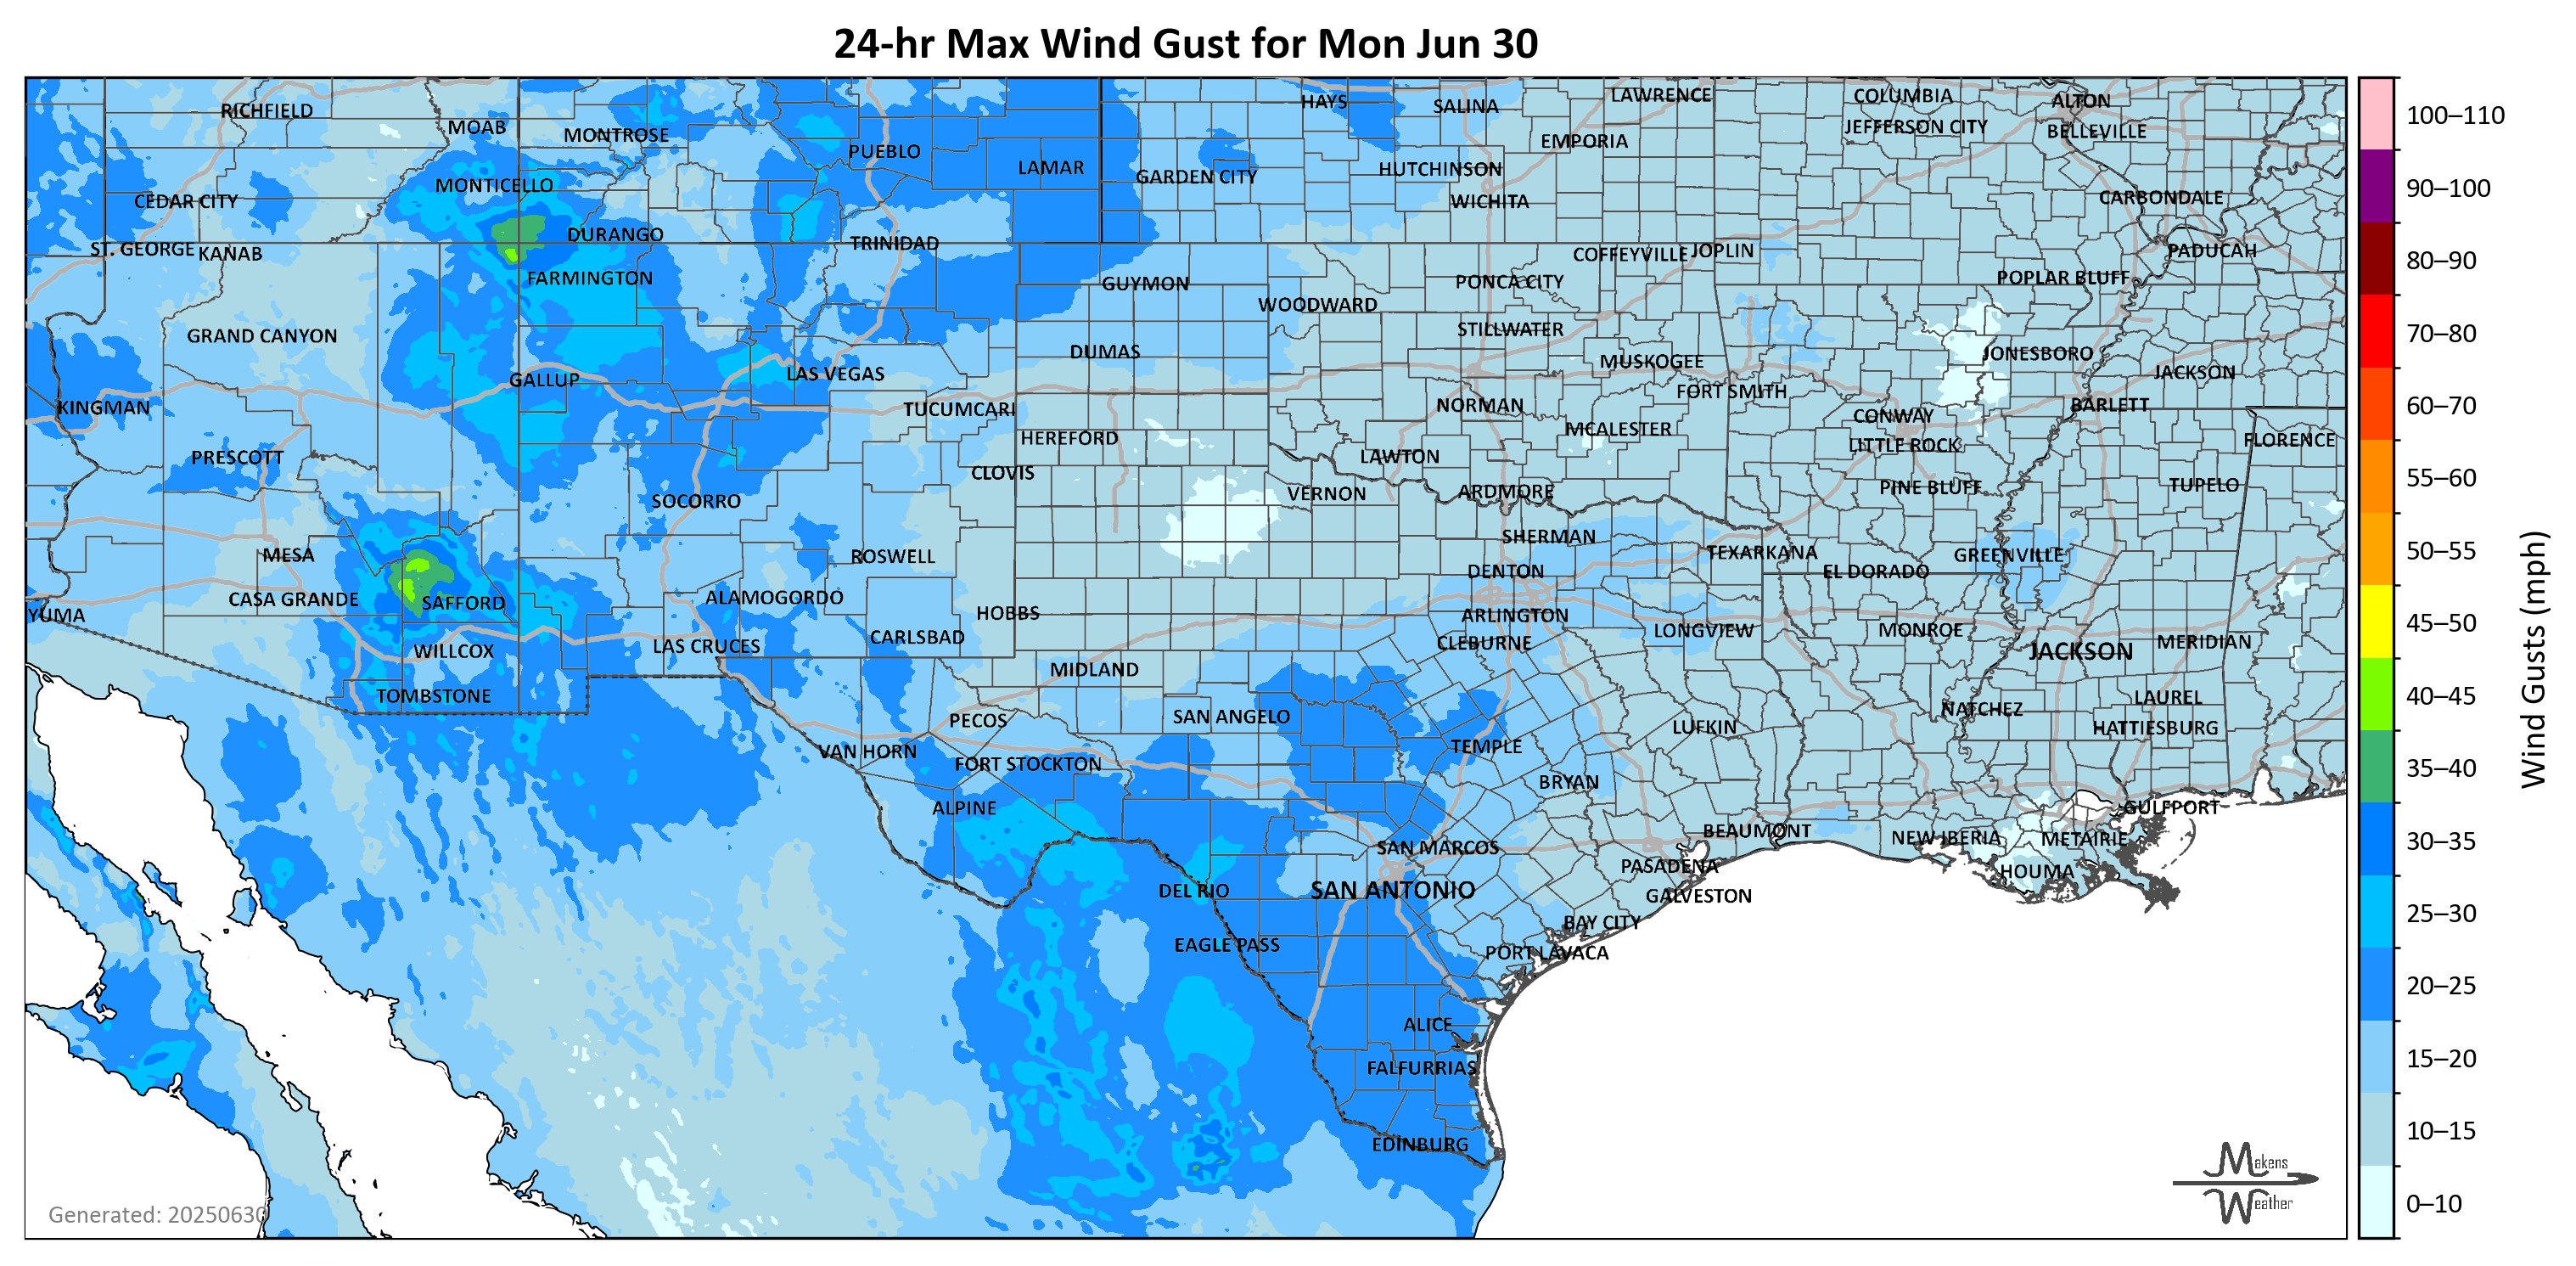 24-hr Max Wind Gust for Mon Jun 30
RICHFIELD
MOAB
MONTROSE
PUEBLO
LAMAR
HAYS
SALINA
LAWRENCE
COLUMBIA
ALTON
JEFFERSON CITY
BELLEVILLE
EMPORIA
GARDEN CITY
HUTCHINSON
MONTICELLO
CEDAR CITY
WICHITA
CARBONDALE
DURANGO
TRINIDAD
ST. GEORGE
KANAB
COFFEYVILLE
JOPLIN
PADUCAH
FARMINGTON
GUYMON
PONCA CITY
POPLAR BLUFF
WOODWARD
GRAND CANYON
STILLWATER
DUMAS
MUSKOGEE
JONESBORO
GALLUP
LAS VEGAS
JACKSON
FORT SMITH
KINGMAN
TUCUMCARI
NORMAN
CONWAY
BARLETT
HEREFORD
MCALESTER
LITTLE ROCK
FLORENCE
PRESCOTT
CLOVIS
LAWTON
SOCORRO
VERNON
ARDMORE
PINE BLUFF
TUPELO
MESA
ROSWELL
SHERMAN
TEXARKANA
GREENVILLE
DENTON
EL DORADO
CASA GRANDE
SAFFORD
ALAMOGORDO
HOBBS
ARLINGTON
YUMA
WILLCOX
LAS CRUCES
CARLSBAD
CLEBURNE
LONGVIEW
MONROE
JACKSON
MERIDIAN
TOMBSTONE
MIDLAND
LAUREL
PECOS
SAN ANGELO
LUFKIN
NATCHEZ
HATTIESBURG
VAN HORN
FORT STOCKTON
TEMPLE
BRYAN
ALPINE
GULFPORT
SAN MARCOS
BEAUMONT
NEW IBERIA
METAIRIE
PASADENA
HOUMA
DEL RIO
SAN ANTONIO
GALVESTON
BAY CITY
EAGLE PASS
PORT LAVACA
ALICE
FALFURRIAS
EDINBURG
Generated: 20250630
Makens
Weather
100–110
90–100
80–90
70–80
60–70
55–60
50–55
45–50
40–45
35–40
30–35
25–30
20–25
15–20
10–15
0–10
Wind Gusts (mph)